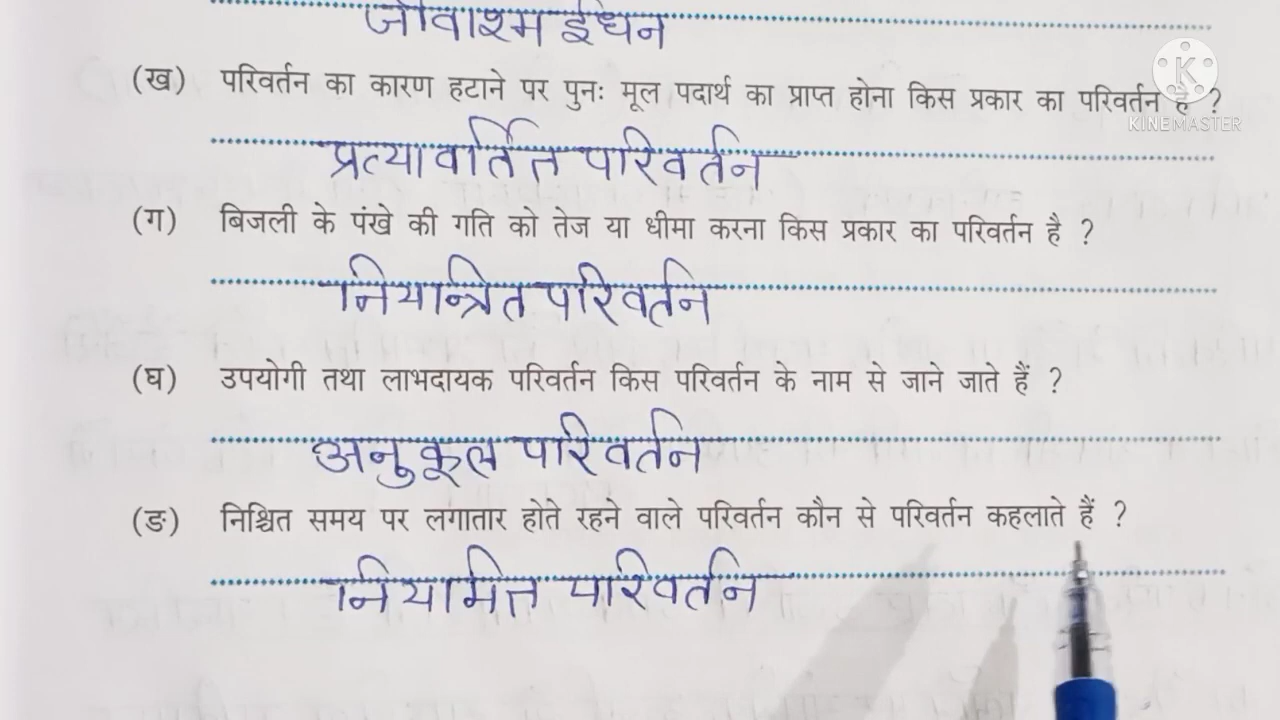 जीवाश्म ईंधन
(ख) परिवर्तन का कारण हटाने पर पुनः मूल पदार्थ का प्राप्त होना किस प्रकार का परिवर्तन है ?
प्रत्यावर्तित परिवर्तन
(ग) बिजली के पंखे की गति को तेज या धीमा करना किस प्रकार का परिवर्तन है ?
नियन्त्रित परिवर्तन
(घ) उपयोगी तथा लाभदायक परिवर्तन किस परिवर्तन के नाम से जाने जाते हैं ?
अनुकूल परिवर्तन
(ङ) निश्चित समय पर लगातार होते रहने वाले परिवर्तन कौन से परिवर्तन कहलाते हैं ?
नियमित परिवर्तन
K
KINEMASTER